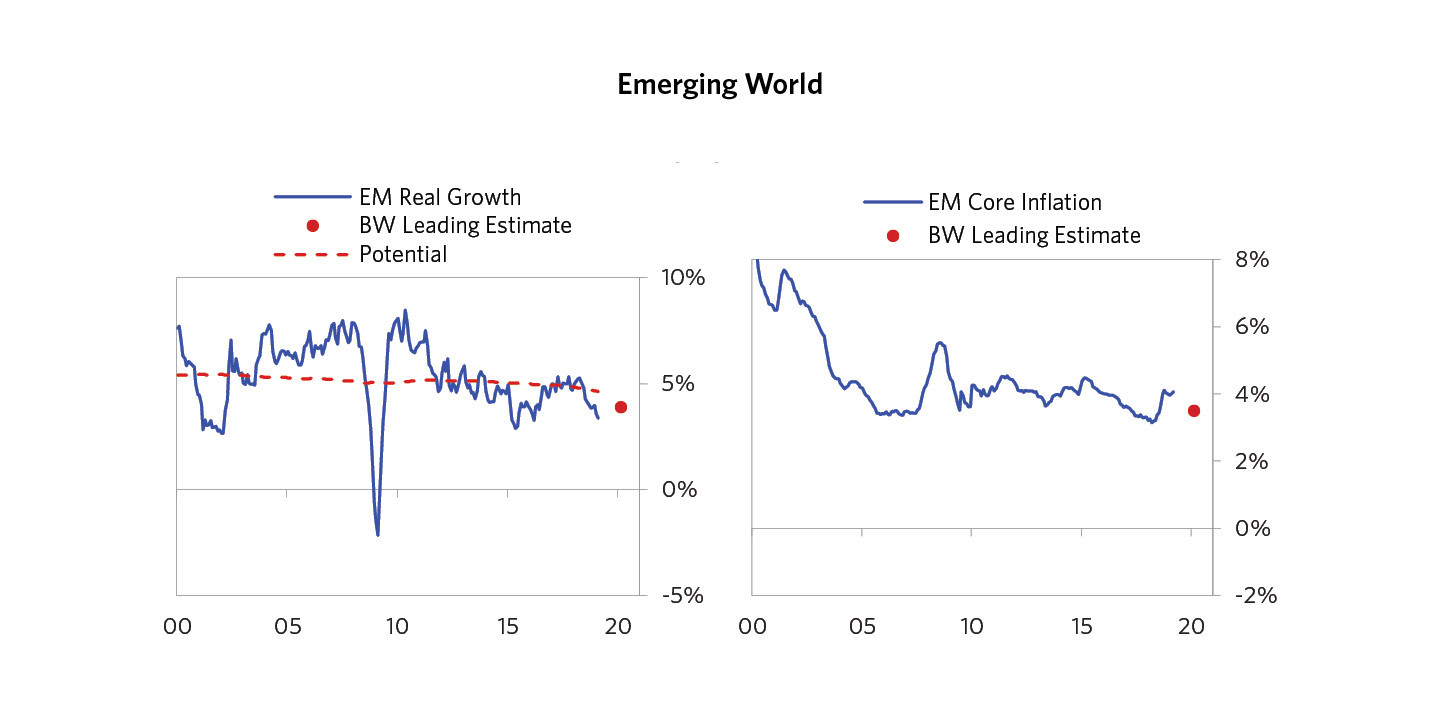 Emerging World
EM Real Growth
BW Leading Estimate
Potential
10%
5%
0%
-5%
00 05 10 15 20
EM Core Inflation
BW Leading Estimate
8%
6%
4%
2%
0%
-2%
00 05 10 15 20